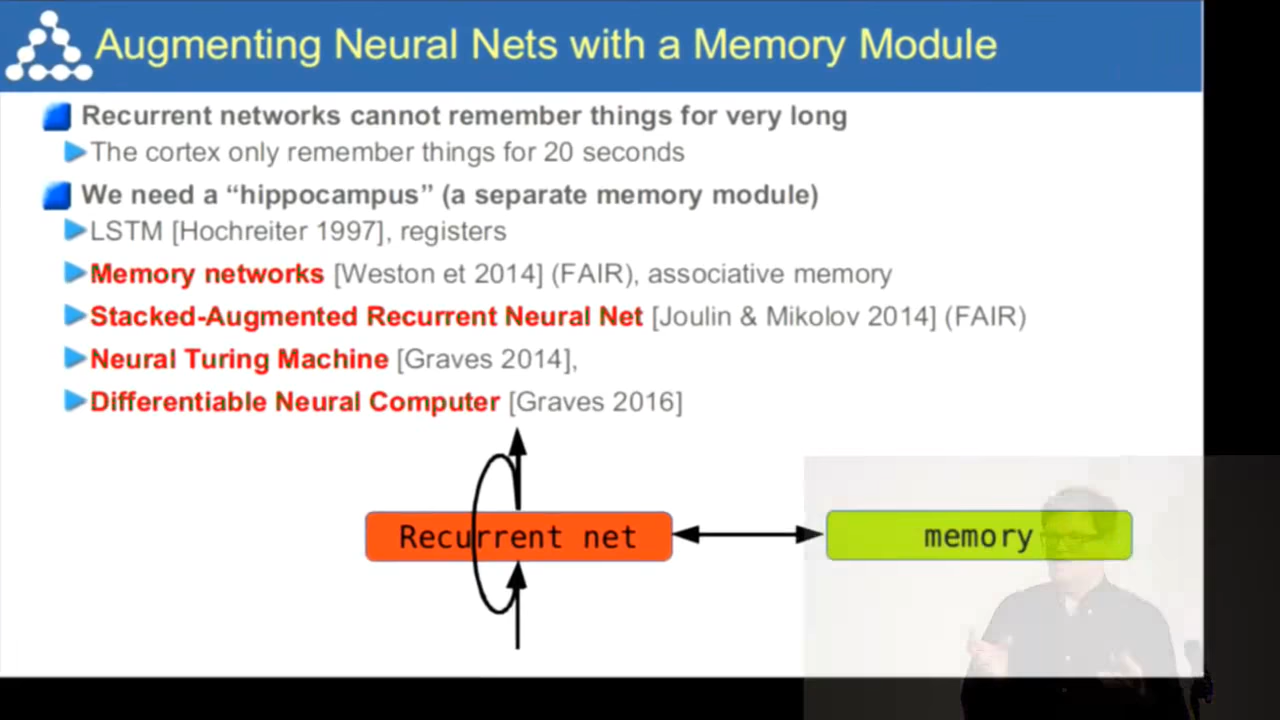 Augmenting Neural Nets with a Memory Module
Recurrent networks cannot remember things for very long
The cortex only remember things for 20 seconds
We need a “hippocampus” (a separate memory module)
LSTM [Hochreiter 1997], registers
Memory networks [Weston et 2014] (FAIR), associative memory
Stacked-Augmented Recurrent Neural Net [Joulin & Mikolov 2014] (FAIR)
Neural Turing Machine [Graves 2014],
Differentiable Neural Computer [Graves 2016]
Recurrent net
memory